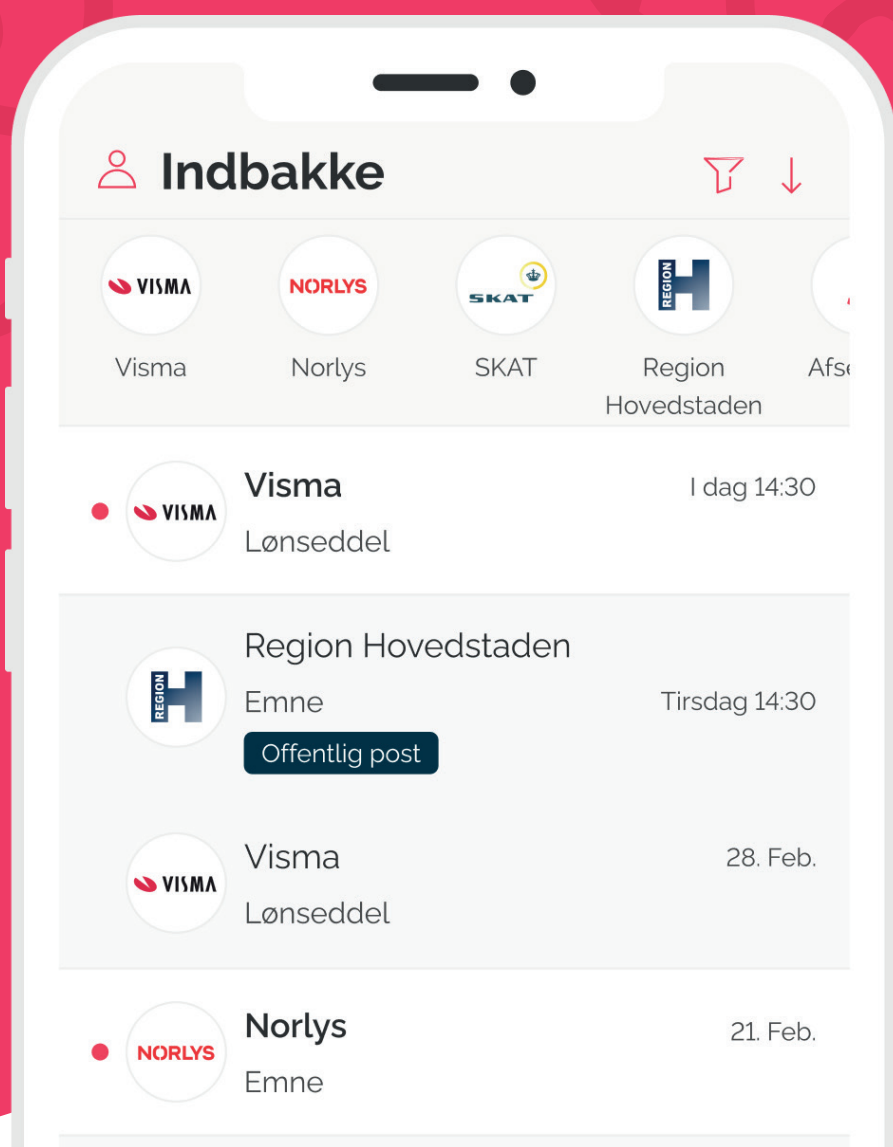 Indbakke
VISMA
NORLYS
SKAT
REGION H
Visma
Norlys
SKAT
Region
Hovedstaden
VISMA
Visma
I dag 14:30
Lønseddel
REGION H
Region Hovedstaden
Emne
Tirsdag 14:30
Offentlig post
VISMA
Visma
28. Feb.
Lønseddel
NORLYS
Norlys
21. Feb.
Emne